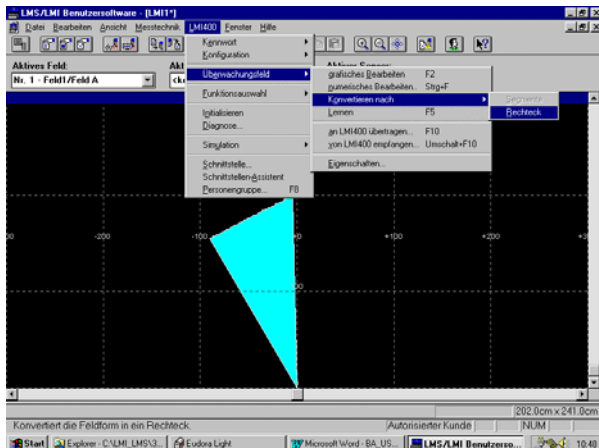 LMS/LMI Benutzersoftware - [LMI1*]
Datei Bearbeiten Ansicht Messtechnik LMI400 Fenster Hilfe
Aktives Feld:
Nr. 1 - Feld1/Feld A
Kennwort
Konfiguration
Überwachungsfeld
Funktionsauswahl
Initialisieren
Diagnose...
Simulation
Schnittstelle...
Schnittstellen-Assistent
Personengruppe... F8
grafisches Bearbeiten F2
numerisches Bearbeiten.. Strg+F
Konvertieren nach
Lernen F5
an LMI400 übertragen... F10
von LMI400 empfangen... Umschalt+F10
Eigenschaften...
Segmente
Rechteck
-200 -100 +0 +100 +200
202.0cm x 241.0cm
Konvertiert die Feldform in ein Rechteck. Autorisierter Kunde NUM
Start Explorer - C:\LMI_LMS\3... Eudora Light Microsoft Word - BA_US... LMS/LMI Benutzerso... 10:40